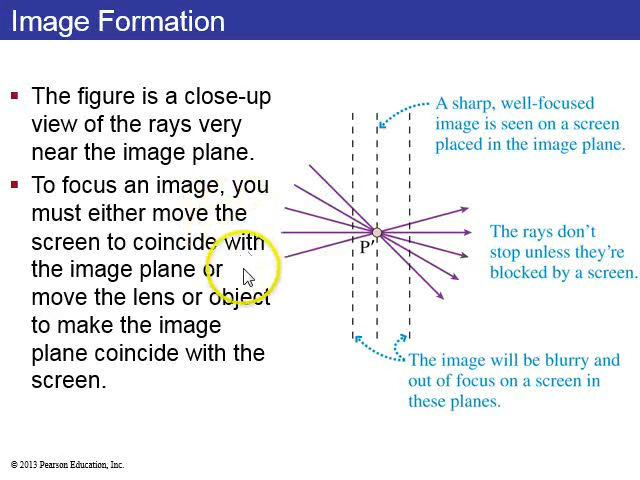 Image Formation
The figure is a close-up
view of the rays very
near the image plane.
To focus an image, you
must either move the
screen to coincide with
the image plane or
move the lens or object
to make the image
plane coincide with the
screen.
A sharp, well-focused
image is seen on a screen
placed in the image plane.
The rays don't
stop unless they're
blocked by a screen.
P′
The image will be blurry and
out of focus on a screen in
these planes.
© 2013 Pearson Education, Inc.